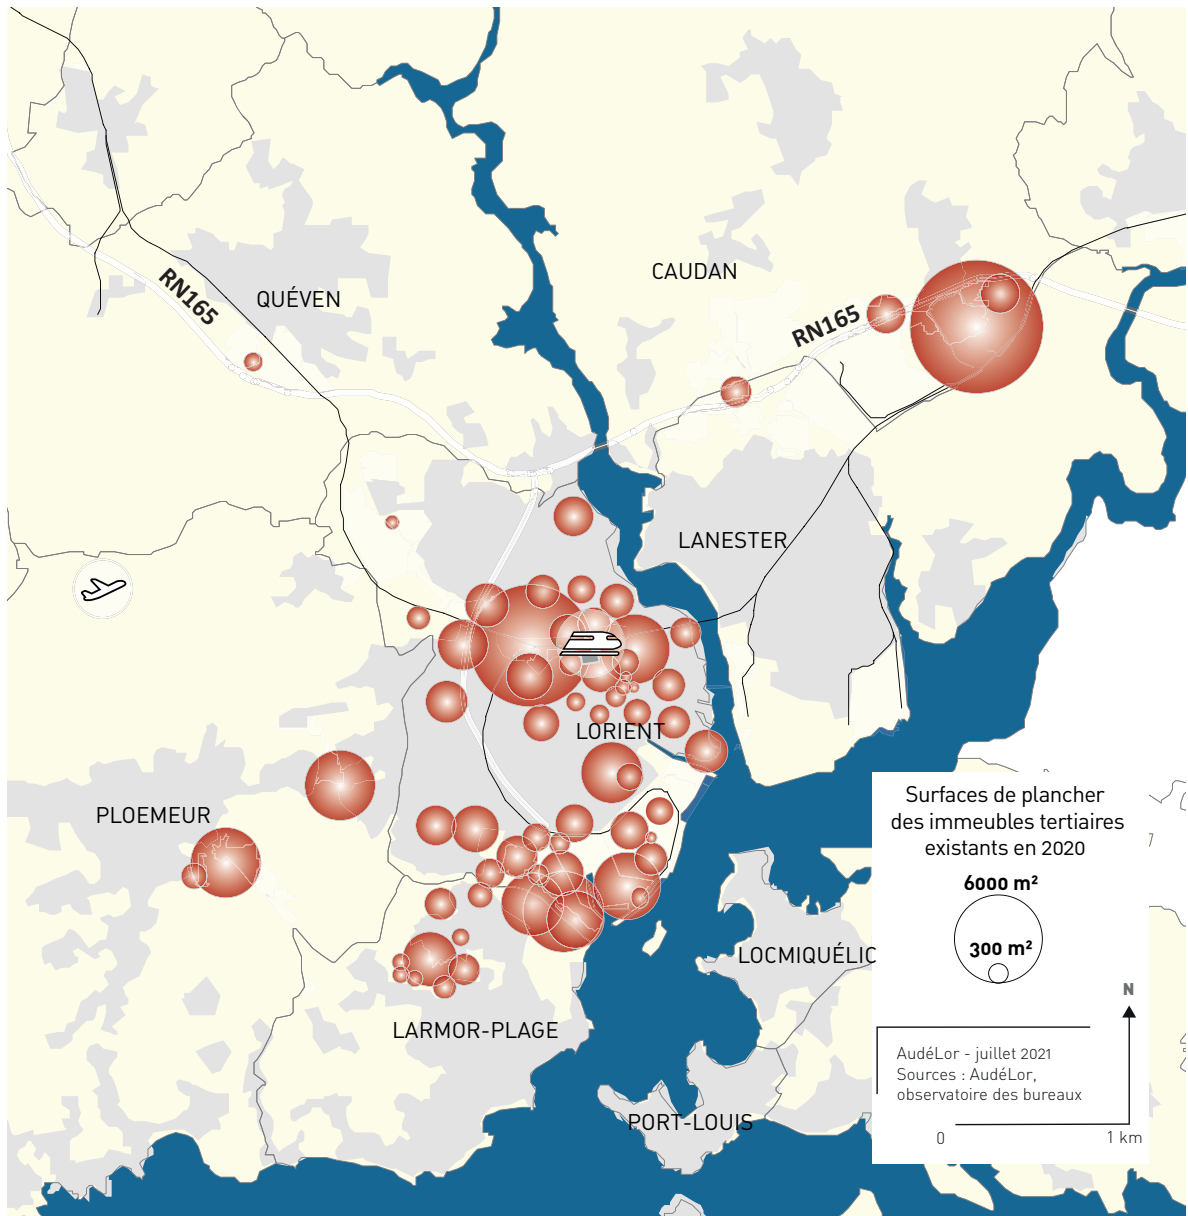 CAUDAN
RN165
QUÉVEN
RN165
LANESTER
LORIENT
PLOEMEUR
Surfaces de plancher
des immeubles tertiaires
existants en 2020
6000 m²
300 m²
LOCMIQUÉLIC
N
LARMOR-PLAGE
AudéLor - juillet 2021
Sources : AudéLor,
observatoire des bureaux
PORT-LOUIS
0
1 km